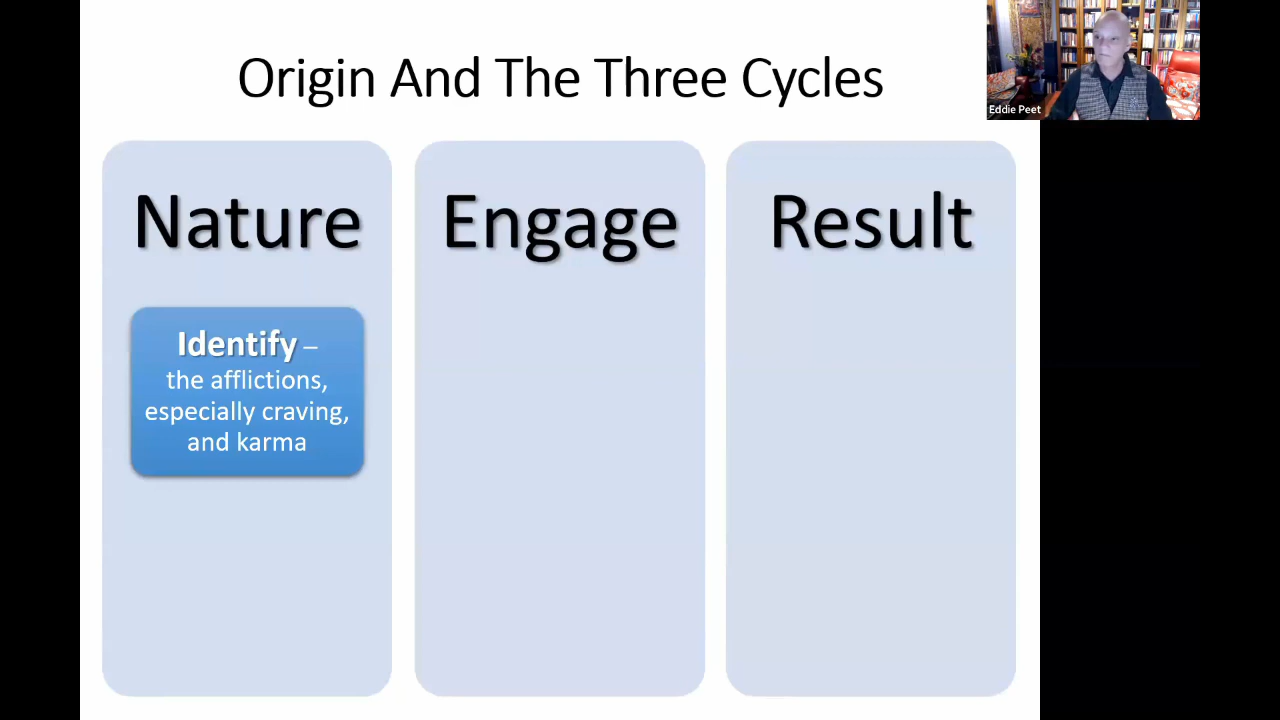 Origin And The Three Cycles
Eddie Peet
Nature
Engage
Result
Identify –
the afflictions,
especially craving,
and karma